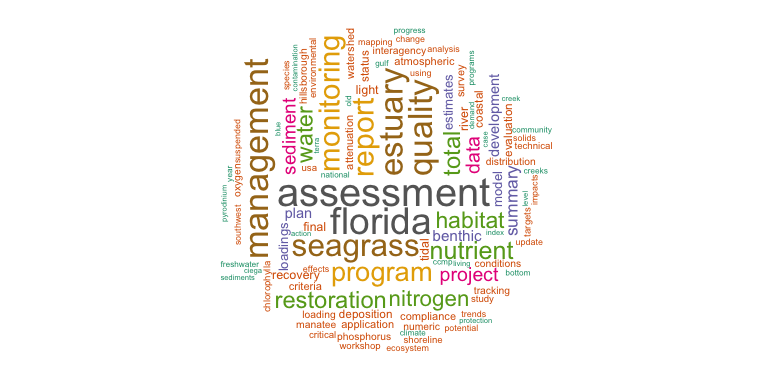 progress
mapping change
interagency analysis
gulf atmospheric
using
watershed
status
light
monitoring
environmental
hillsborough
contamination
species
management
sediment
water
blue
terra
usa
old
attenuation
national
report
estuary
quality
programs
survey
estimates
river
demand
coastal
total
data
case
development
creek
evaluation
community
solids
technical
distribution
suspended
oxygen
year
pyrodinium
southwest
assessment
model
summary
creeks
level
impacts
targets
plan
florida
habitat
final
action
benthic
index
update
loadings
seagrass
tidal
nutrient
freshwater
ciega
sediments
chlorophylla
effects
recovery
criteria
program
ccmp
living
conditions
project
bottom
restoration
nitrogen
tracking
study
loading deposition compliance trends
protection
manatee application numeric potential
climate
critical phosphorus shoreline
workshop ecosystem